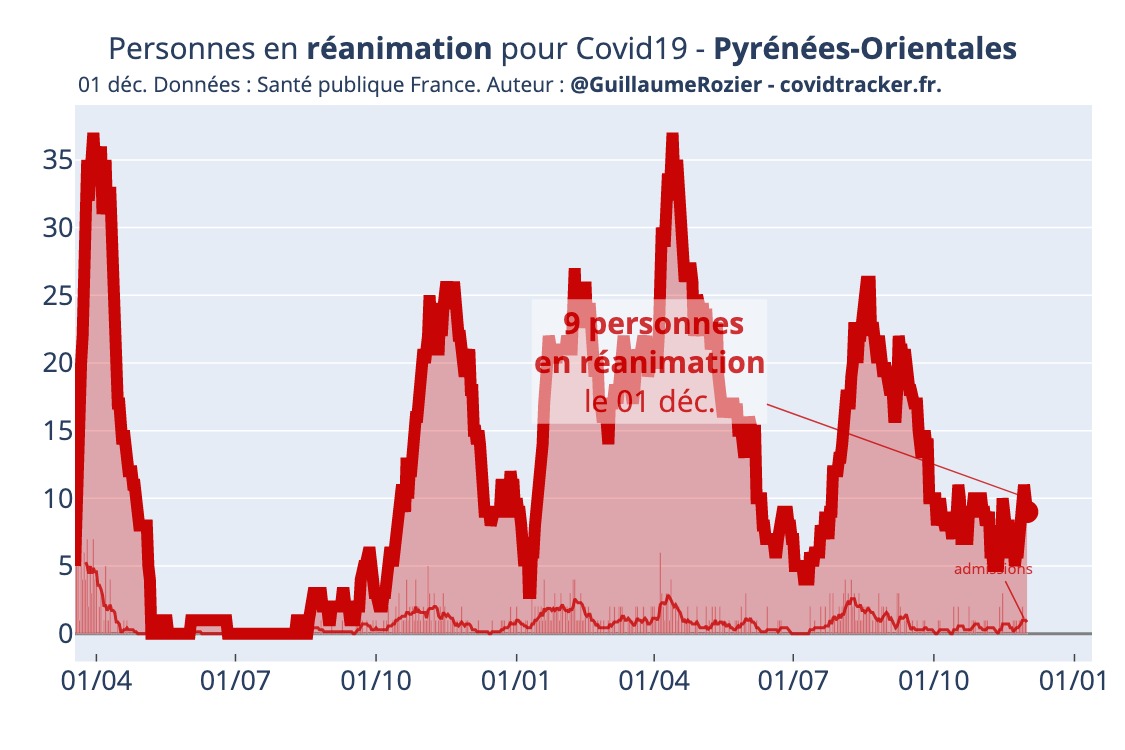 Personnes en réanimation pour Covid19 - Pyrénées-Orientales
01 déc. Données : Santé publique France. Auteur : @GuillaumeRozier - covidtracker.fr.
35
30
25
20
15
10
5
0
9 personnes
en réanimation
le 01 déc.
admissions
01/04 01/07 01/10 01/01 01/04 01/07 01/10 01/01